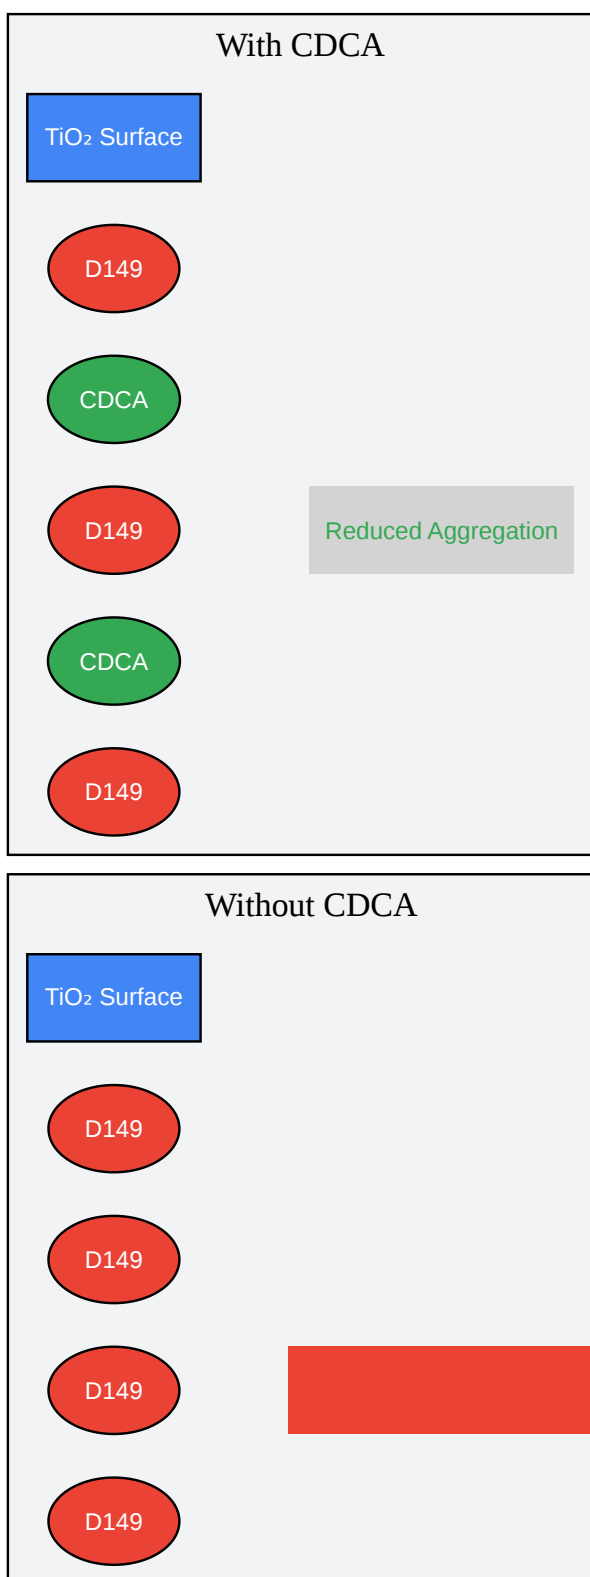 With CDCA
TiO₂ Surface
D149
CDCA
D149
Reduced Aggregation
CDCA
D149
Without CDCA
TiO₂ Surface
D149
D149
D149
D149